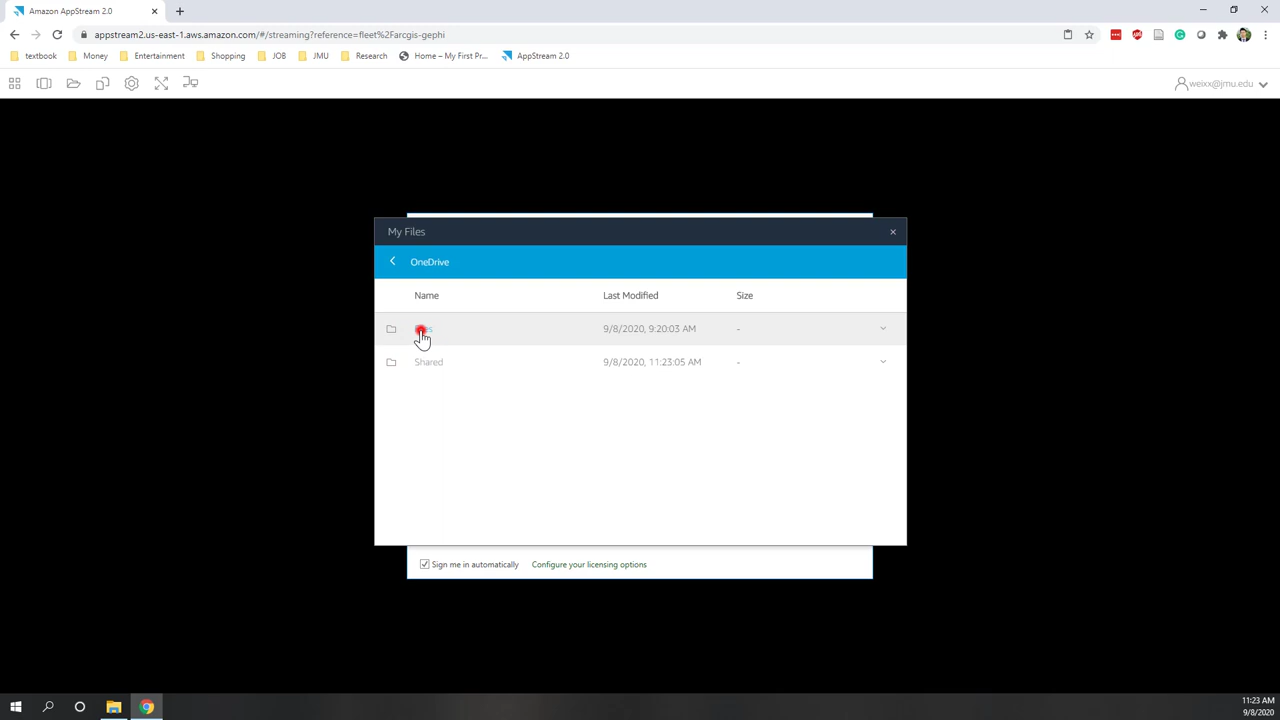 Amazon AppStream 2.0
appstream2.us-east-1.aws.amazon.com/#/streaming?reference=fleet%2Farcgis-gephi
textbook Money Entertainment Shopping JOB JMU Research Home – My First Pr... AppStream 2.0
weixx@jmu.edu
My Files
OneDrive
Name Last Modified Size
9/8/2020, 9:20:03 AM -
Shared 9/8/2020, 11:23:05 AM -
Sign me in automatically Configure your licensing options
11:23 AM
9/8/2020